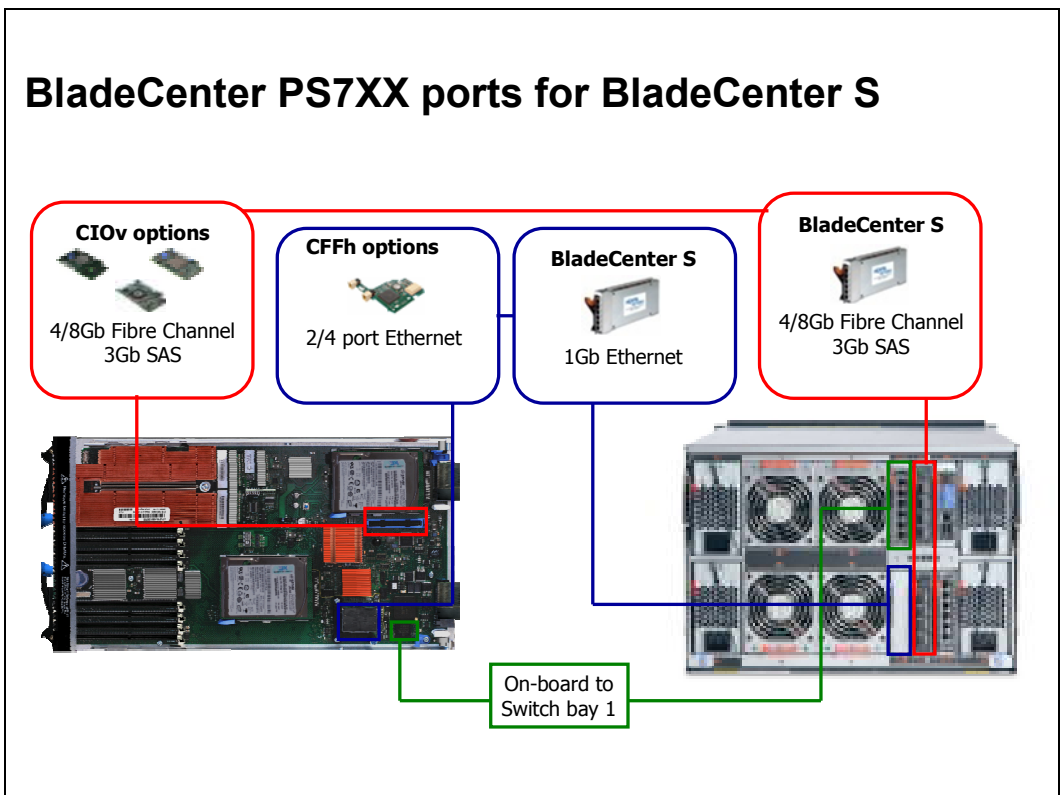 BladeCenter PS7XX ports for BladeCenter S
CIOv options
4/8Gb Fibre Channel
3Gb SAS
CFFh options
2/4 port Ethernet
BladeCenter S
1Gb Ethernet
BladeCenter S
4/8Gb Fibre Channel
3Gb SAS
On-board to
Switch bay 1